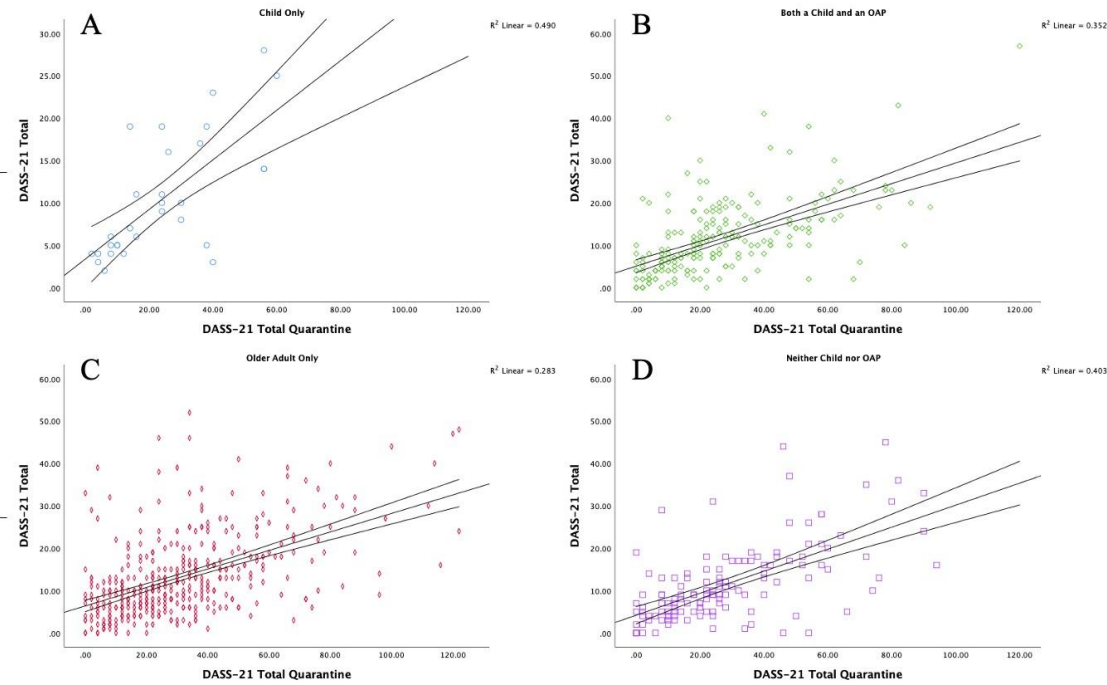 Child Only
A
R² Linear = 0.490
30.00
25.00
20.00
15.00
10.00
5.00
.00
DASS-21 Total
.00 20.00 40.00 60.00 80.00 100.00 120.00
DASS-21 Total Quarantine
Both a Child and an OAP
B
R² Linear = 0.352
60.00
50.00
40.00
30.00
20.00
10.00
.00
DASS-21 Total
.00 20.00 40.00 60.00 80.00 100.00 120.00
DASS-21 Total Quarantine
Older Adult Only
C
R² Linear = 0.283
60.00
50.00
40.00
30.00
20.00
10.00
.00
DASS-21 Total
.00 20.00 40.00 60.00 80.00 100.00 120.00
DASS-21 Total Quarantine
Neither Child nor OAP
D
R² Linear = 0.403
60.00
50.00
40.00
30.00
20.00
10.00
.00
DASS-21 Total
.00 20.00 40.00 60.00 80.00 100.00 120.00
DASS-21 Total Quarantine